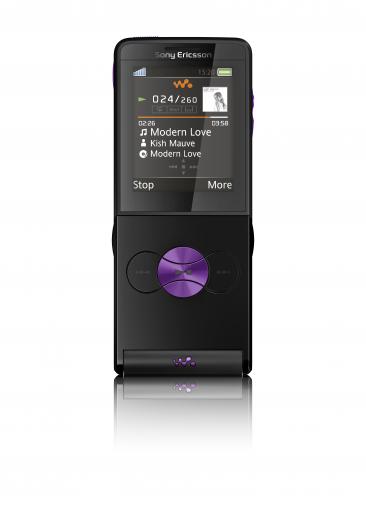 Sony Ericsson
15:20
024/260
02:26 03:58
Modern Love
Kish Mauve
Modern Love
Stop More